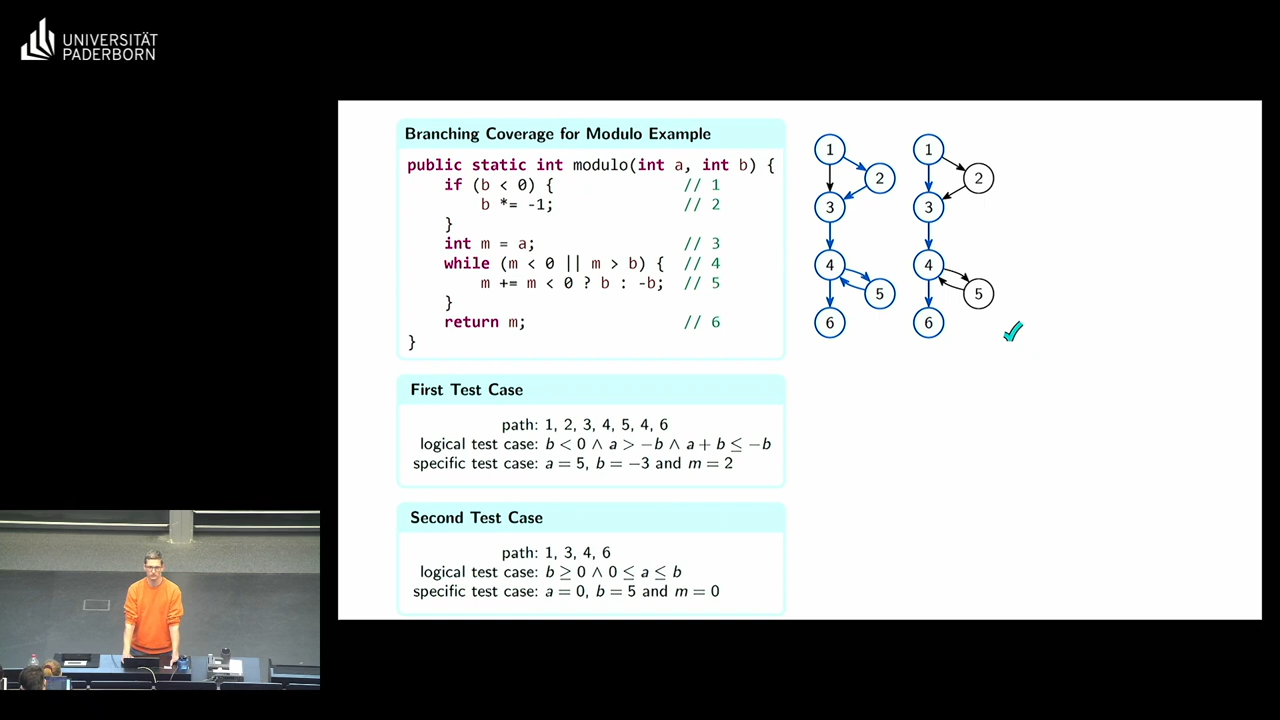 UNIVERSITÄT
PADERBORN
Branching Coverage for Modulo Example
public static int modulo(int a, int b) {
if (b < 0) { // 1
b *= -1; // 2
}
int m = a; // 3
while (m < 0 || m > b) { // 4
m += m < 0 ? b : -b; // 5
}
return m; // 6
}
1
2
3
4
5
6
1
2
3
4
5
6
First Test Case
path: 1, 2, 3, 4, 5, 4, 6
logical test case: b < 0 ∧ a > −b ∧ a + b ≤ −b
specific test case: a = 5, b = −3 and m = 2
Second Test Case
path: 1, 3, 4, 6
logical test case: b ≥ 0 ∧ 0 ≤ a ≤ b
specific test case: a = 0, b = 5 and m = 0